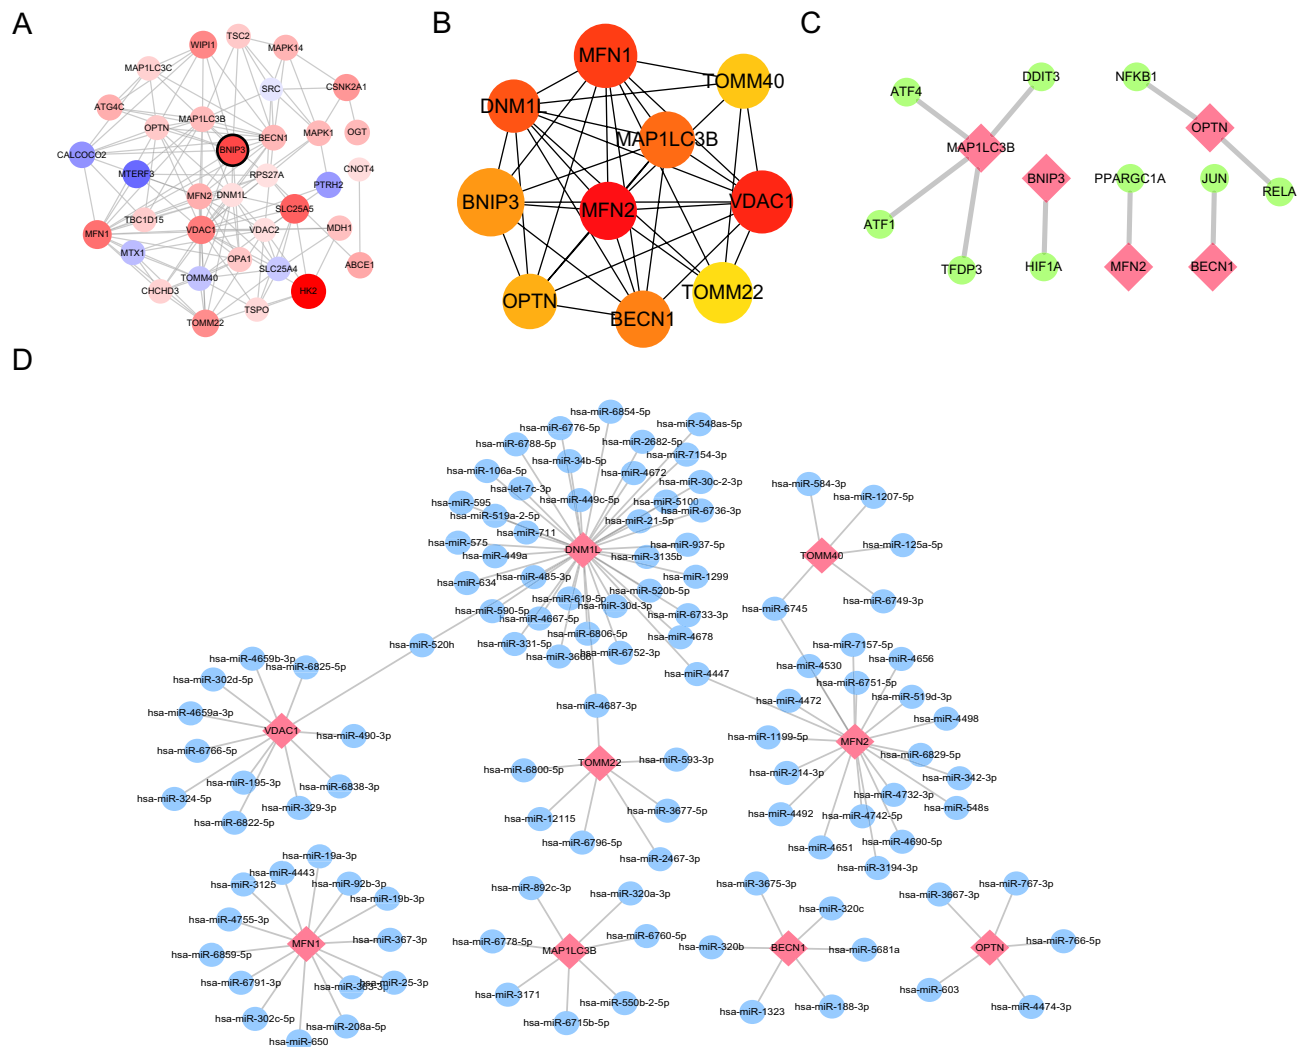 A
B
C
TSC2
WIPI1
MAPK14
MAP1LC3C
SRC
CSNK2A1
ATG4C
OPTN
MAP1LC3B
BECN1
MAPK1
OGT
CALCOCO2
BNIP3
MTERF3
RPS27A
CNOT4
PTRH2
MFN2
DNM1L
SLC25A5
TBC1D15
MFN1
VDAC1
VDAC2
MDH1
MTX1
OPA1
SLC25A4
ABCE1
TOMM40
CHCHD3
HK2
TSPO
TOMM22
MFN1
TOMM40
DNM1L
MAP1LC3B
BNIP3
MFN2
VDAC1
OPTN
BECN1
TOMM22
ATF4
DDIT3
NFKB1
OPTN
MAP1LC3B
BNIP3
PPARGC1A
JUN
RELA
ATF1
TFDP3
HIF1A
MFN2
BECN1
D
hsa-miR-6854-5p
hsa-miR-6776-5p
hsa-miR-548as-5p
hsa-miR-6788-5p
hsa-miR-2682-5p
hsa-miR-34b-5p
hsa-miR-7154-3p
hsa-miR-106a-5p
hsa-miR-4672
hsa-let-7c-3p
hsa-miR-30c-2-3p
hsa-miR-595
hsa-miR-449c-5p
hsa-miR-5100
hsa-miR-519a-2-5p
hsa-miR-21-5p
hsa-miR-6736-3p
hsa-miR-711
hsa-miR-575
hsa-miR-449a
DNM1L
hsa-miR-937-5p
hsa-miR-3135b
hsa-miR-634
hsa-miR-485-3p
hsa-miR-1299
hsa-miR-520b-5p
hsa-miR-590-5p
hsa-miR-619-5p
hsa-miR-30d-3p
hsa-miR-4667-5p
hsa-miR-6733-3p
hsa-miR-331-5p
hsa-miR-6806-5p
hsa-miR-4678
hsa-miR-3666
hsa-miR-6752-3p
hsa-miR-584-3p
hsa-miR-1207-5p
TOMM40
hsa-miR-125a-5p
hsa-miR-6745
hsa-miR-6749-3p
hsa-miR-520h
hsa-miR-4447
hsa-miR-4687-3p
hsa-miR-4659b-3p
hsa-miR-6825-5p
hsa-miR-302d-5p
hsa-miR-4659a-3p
VDAC1
hsa-miR-490-3p
hsa-miR-6766-5p
hsa-miR-195-3p
hsa-miR-6838-3p
hsa-miR-324-5p
hsa-miR-329-3p
hsa-miR-6822-5p
TOMM22
hsa-miR-593-3p
hsa-miR-6800-5p
hsa-miR-12115
hsa-miR-3677-5p
hsa-miR-6796-5p
hsa-miR-2467-3p
hsa-miR-7157-5p
hsa-miR-4530
hsa-miR-4656
hsa-miR-6751-5p
hsa-miR-4472
hsa-miR-519d-3p
hsa-miR-4498
hsa-miR-1199-5p
MFN2
hsa-miR-6829-5p
hsa-miR-214-3p
hsa-miR-342-3p
hsa-miR-4732-3p
hsa-miR-548s
hsa-miR-4492
hsa-miR-4742-5p
hsa-miR-4651
hsa-miR-4690-5p
hsa-miR-3194-3p
hsa-miR-19a-3p
hsa-miR-4443
hsa-miR-3125
hsa-miR-92b-3p
hsa-miR-19b-3p
hsa-miR-4755-3p
MFN1
hsa-miR-367-3p
hsa-miR-6859-5p
hsa-miR-6791-3p
hsa-miR-363-3p
hsa-miR-25-3p
hsa-miR-302c-5p
hsa-miR-208a-5p
hsa-miR-650
hsa-miR-892c-3p
hsa-miR-320a-3p
hsa-miR-6778-5p
MAP1LC3B
hsa-miR-6760-5p
hsa-miR-3171
hsa-miR-550b-2-5p
hsa-miR-6715b-5p
hsa-miR-3675-3p
hsa-miR-320c
hsa-miR-320b
BECN1
hsa-miR-5681a
hsa-miR-1323
hsa-miR-188-3p
hsa-miR-3667-3p
hsa-miR-767-3p
OPTN
hsa-miR-766-5p
hsa-miR-603
hsa-miR-4474-3p